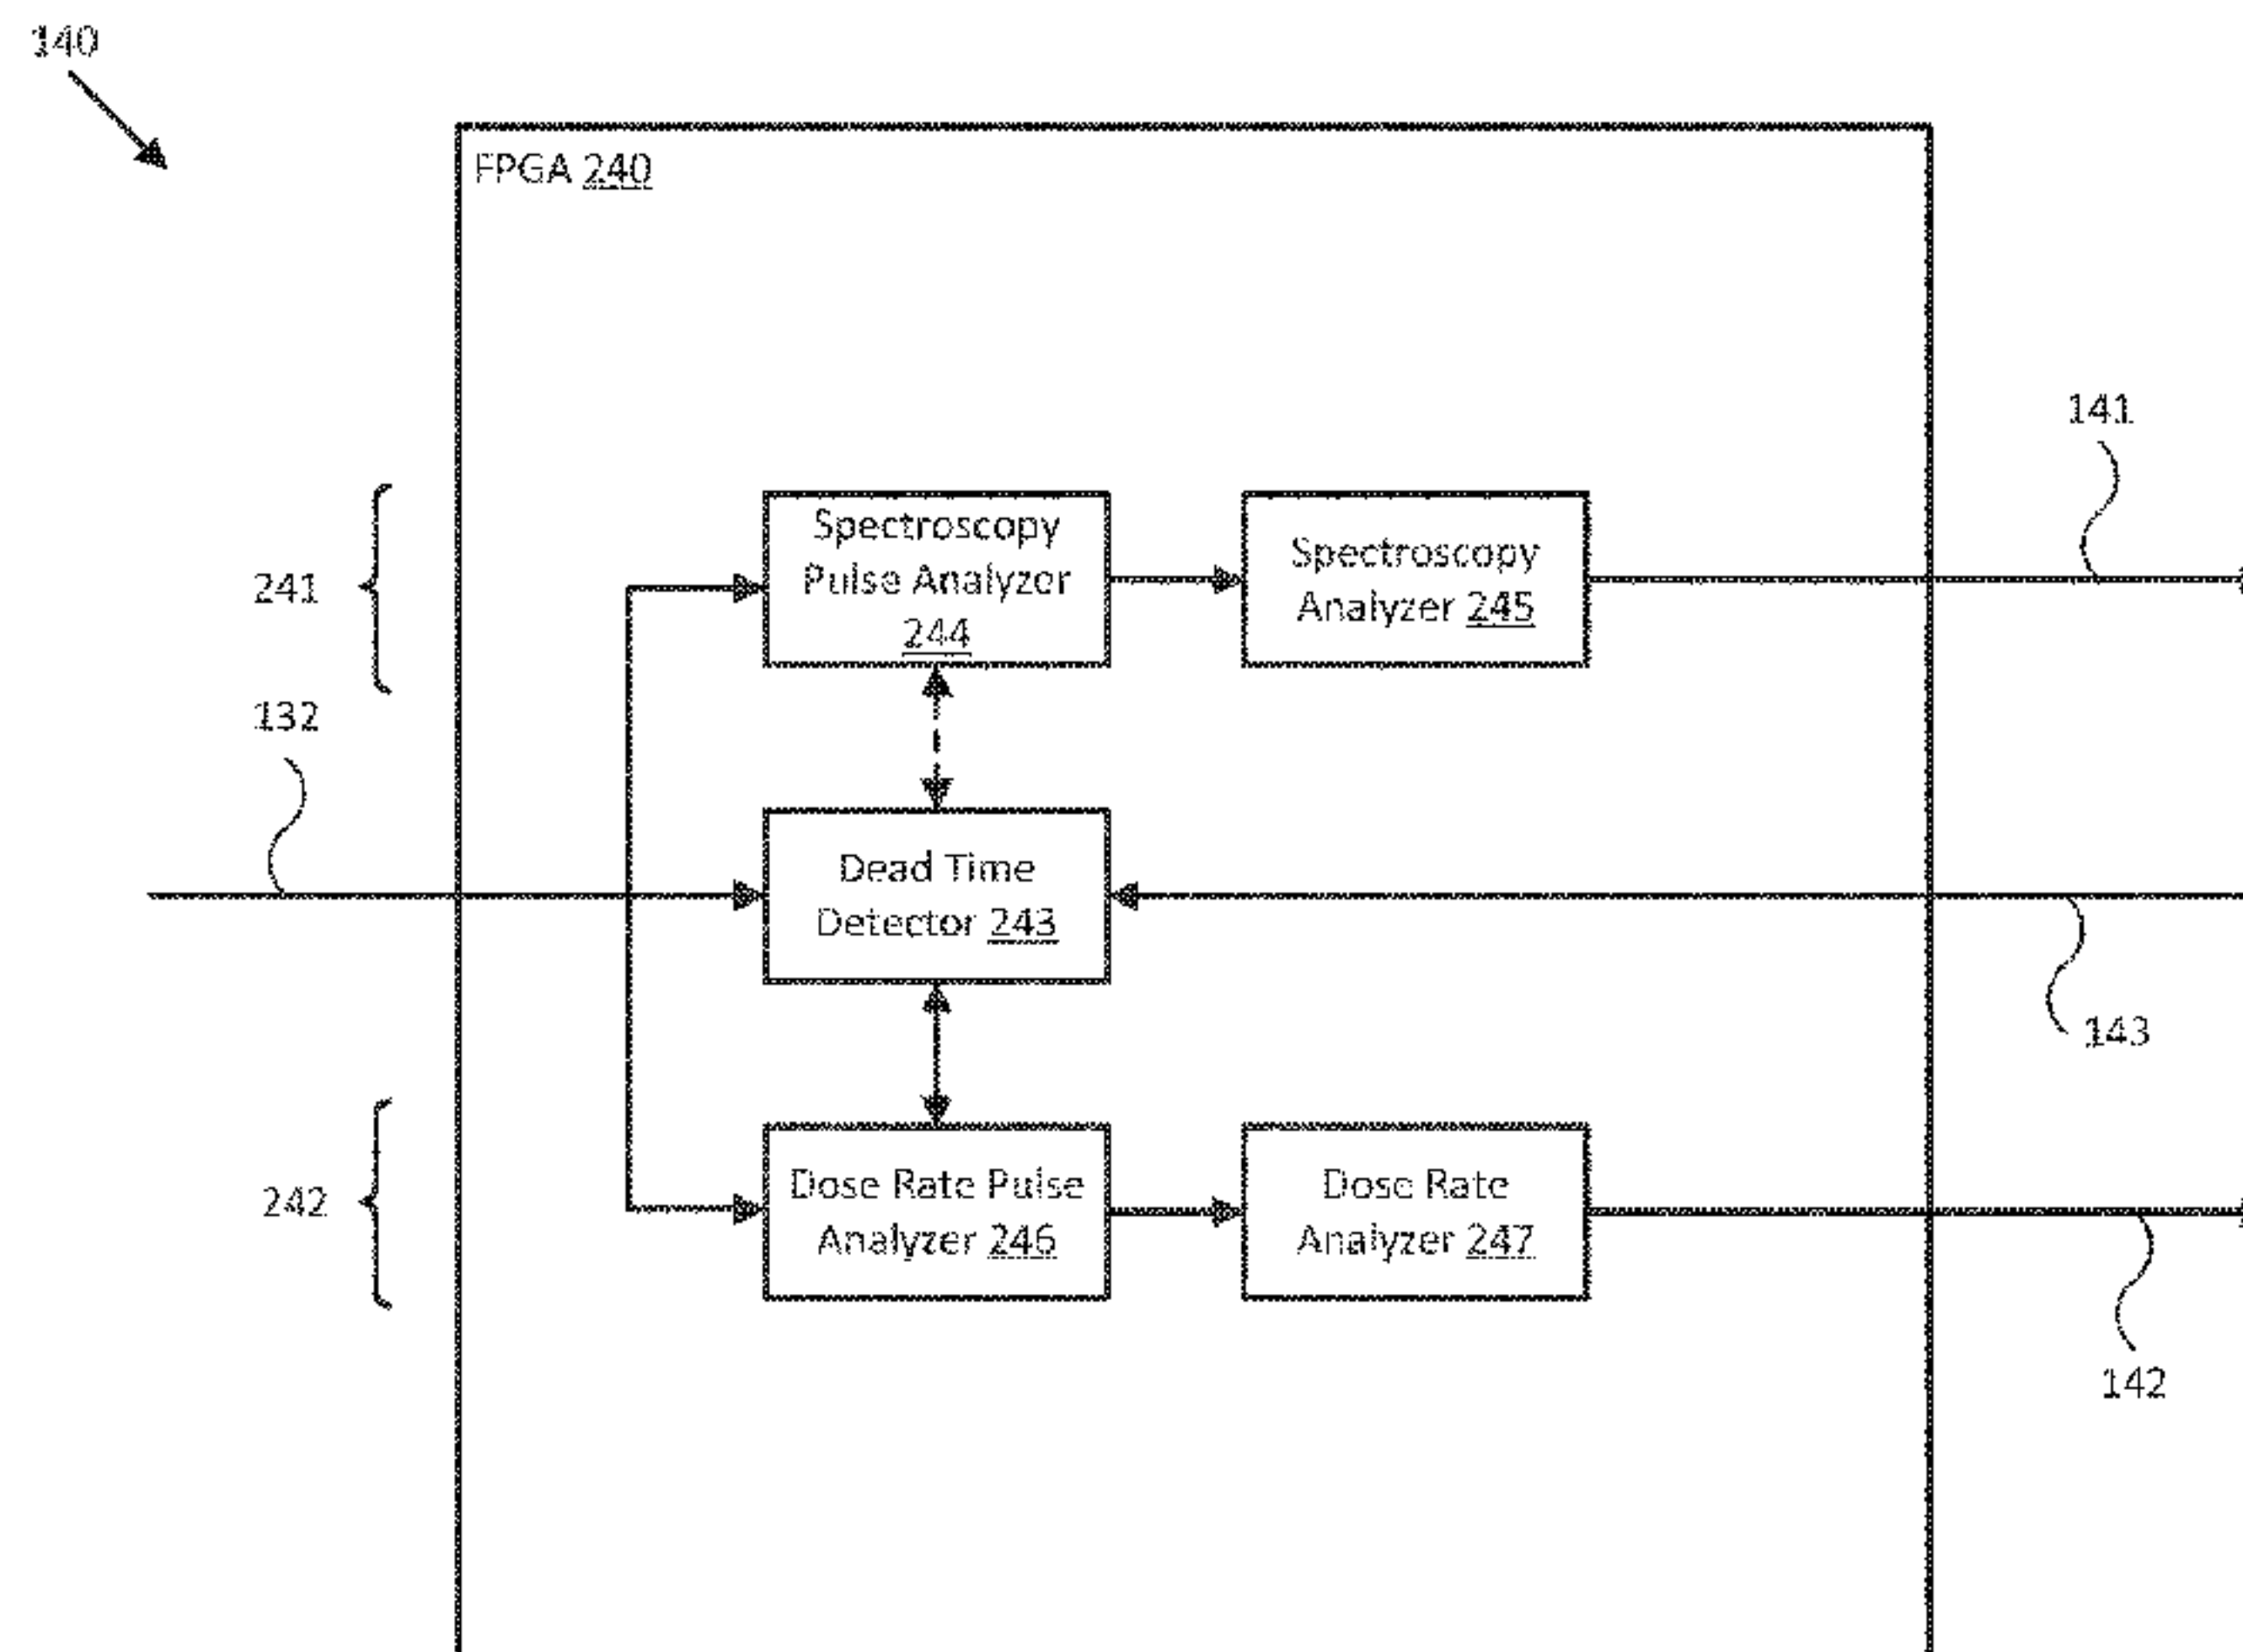 140
FPGA 240
141
Spectroscopy
Pulse Analyzer
244
Spectroscopy
Analyzer 245
241
132
Dead Time
Detector 243
143
Dose Rate Pulse
Analyzer 246
Dose Rate
Analyzer 247
242
142